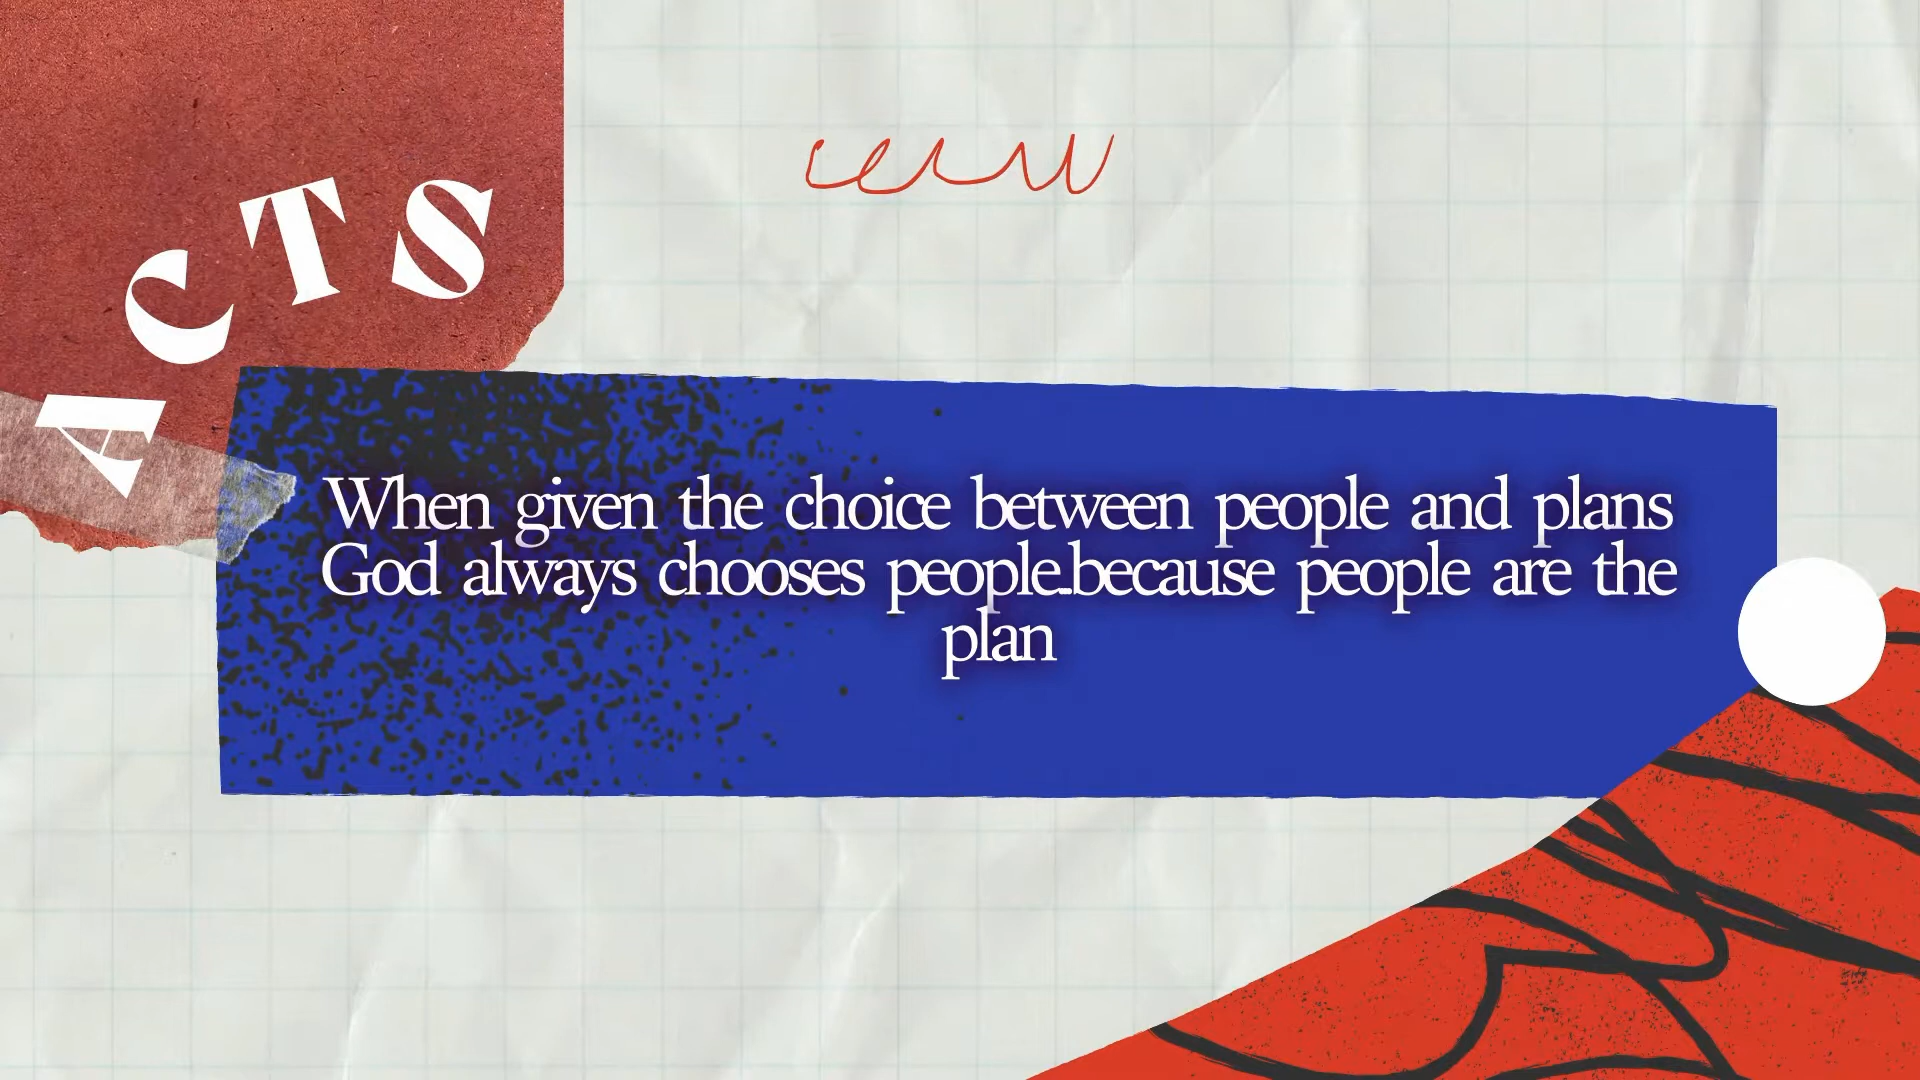 ACTS
When given the choice between people and plans
God always chooses people..because people are the
plan